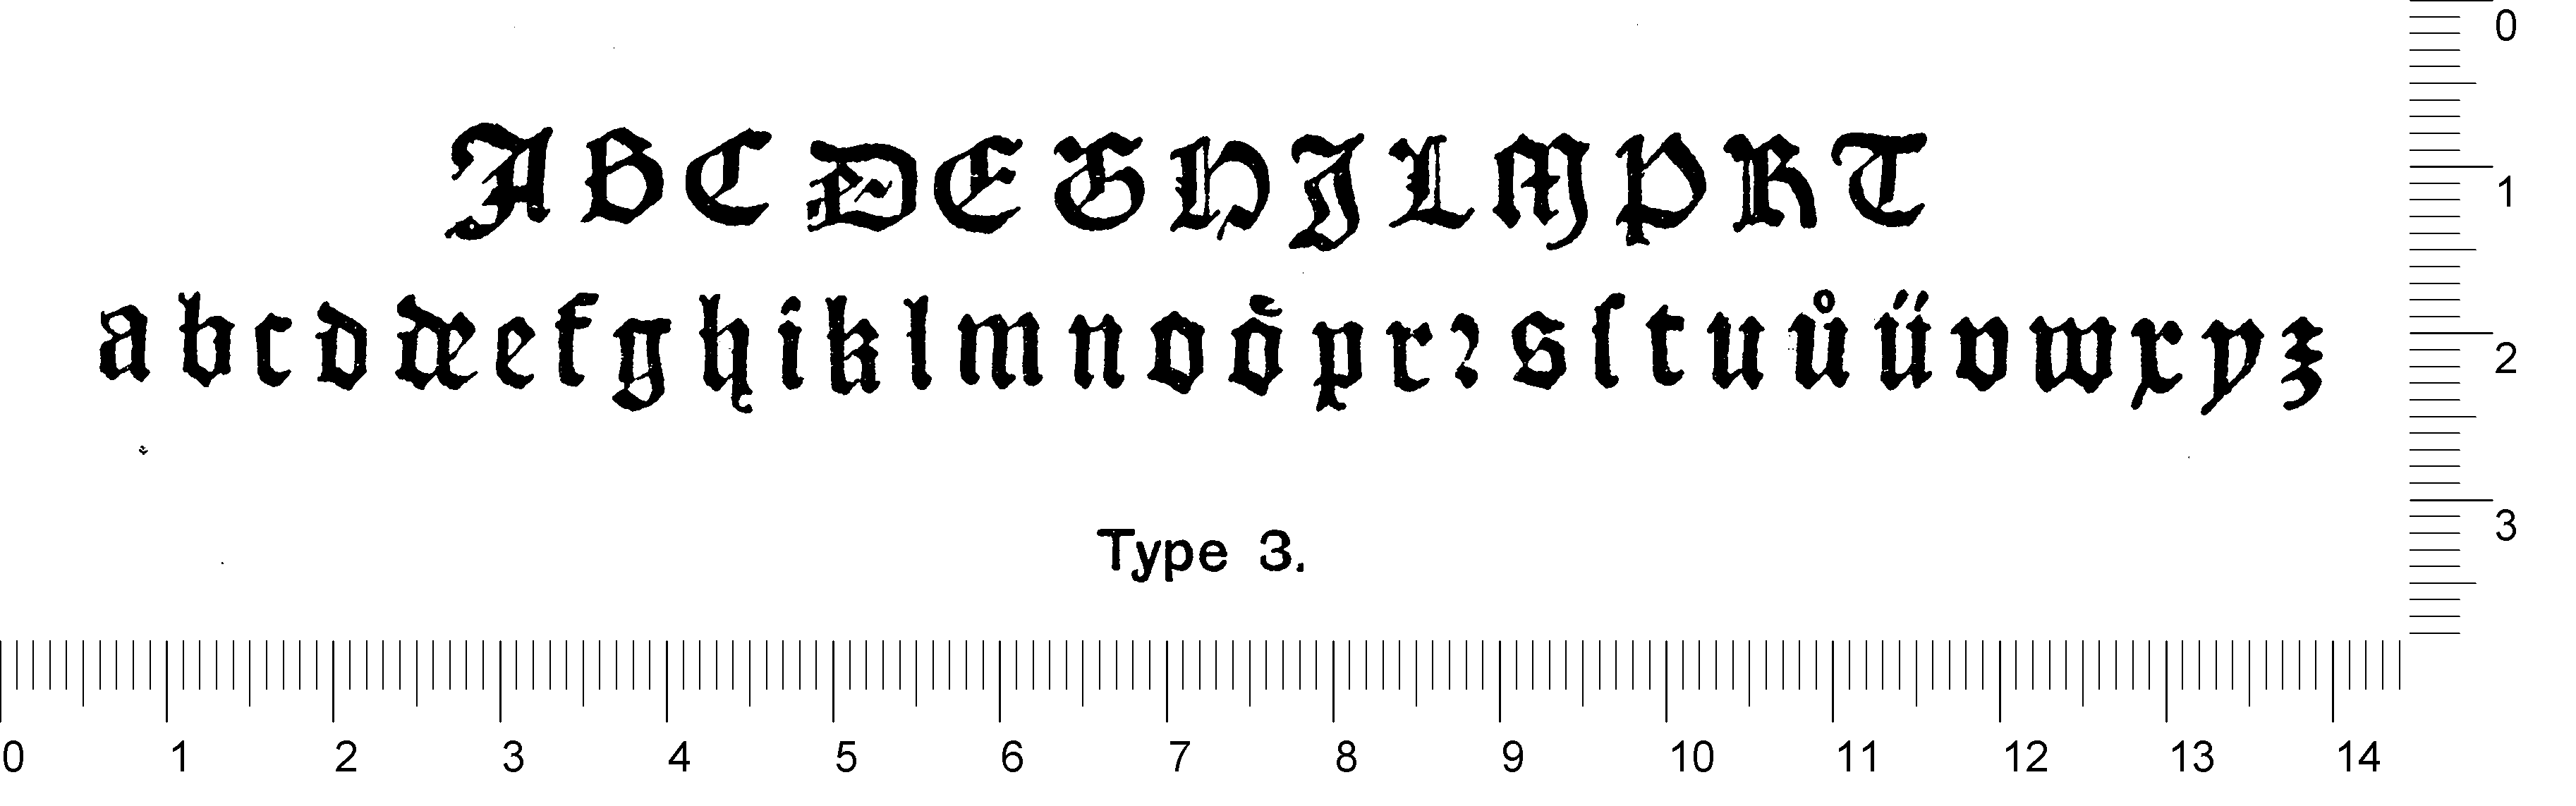 A B C D E G H J L M P R T
a b c d de e f g h i k l m n o ò p r ꝛ s ſ t u ů ű v w x y ʒ
Type 3.
0 1 2 3 4 5 6 7 8 9 10 11 12 13 14
0
1
2
3